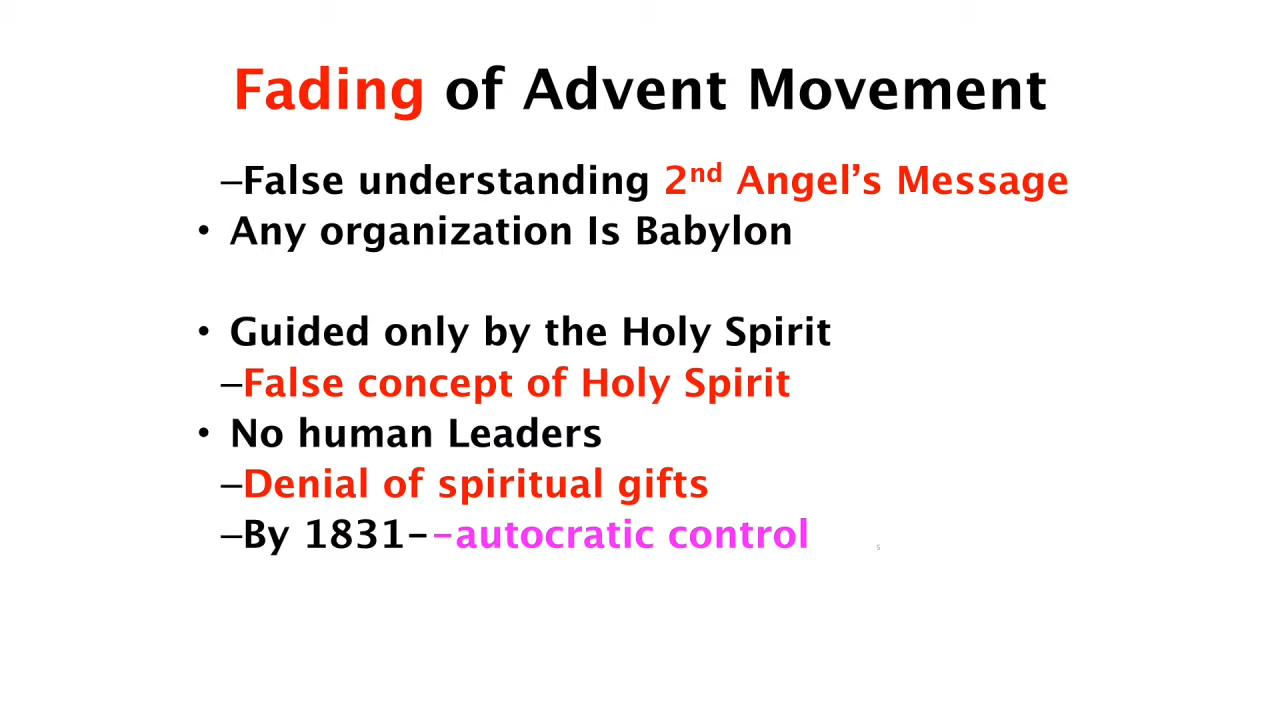 Fading of Advent Movement
–False understanding 2nd Angel’s Message
• Any organization Is Babylon
• Guided only by the Holy Spirit
–False concept of Holy Spirit
• No human Leaders
–Denial of spiritual gifts
–By 1831--autocratic control
5